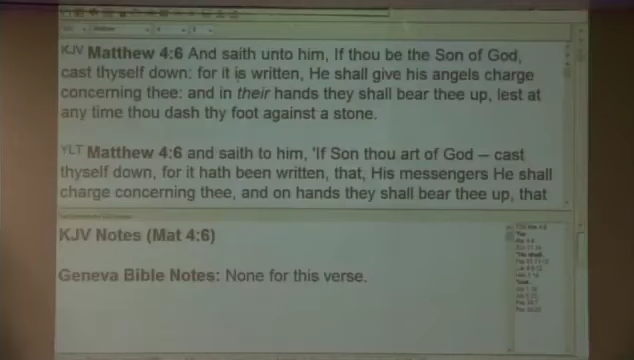 KJV Matthew 4:6 And saith unto him, If thou be the Son of God,
cast thyself down: for it is written, He shall give his angels charge
concerning thee: and in their hands they shall bear thee up, lest at
any time thou dash thy foot against a stone.
YLT Matthew 4:6 and saith to him, 'If Son thou art of God -- cast
thyself down, for it hath been written, that, His messengers He shall
charge concerning thee, and on hands they shall bear thee up, that
KJV Notes (Mat 4:6)
Geneva Bible Notes: None for this verse.